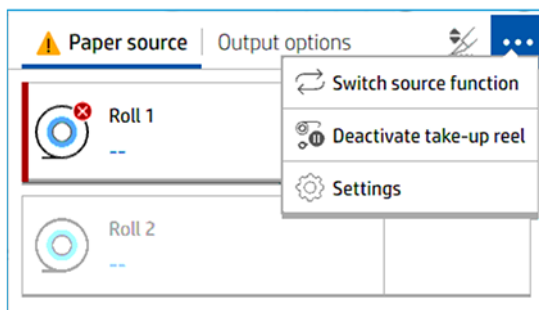 Paper source
Output options
Switch source function
Roll 1
--
Deactivate take-up reel
Settings
Roll 2
--